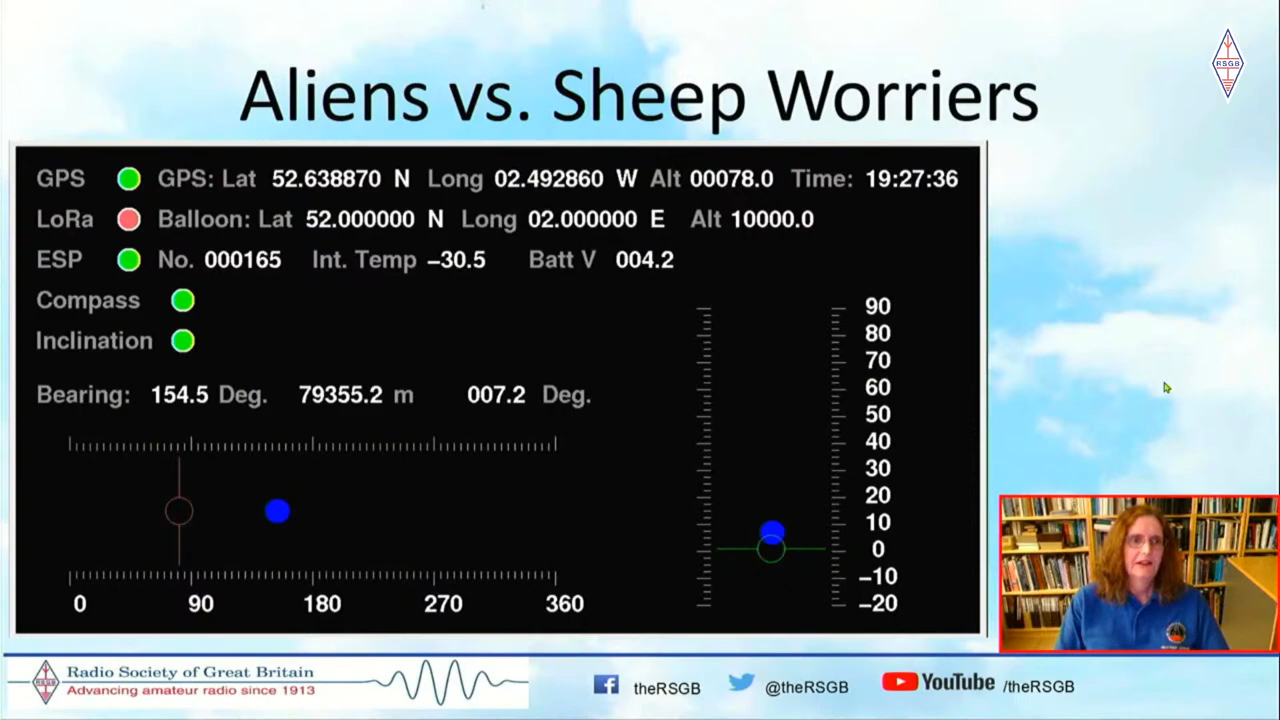 RSGB
Aliens vs. Sheep Worriers
GPS GPS: Lat 52.638870 N Long 02.492860 W Alt 00078.0 Time: 19:27:36
LoRa Balloon: Lat 52.000000 N Long 02.000000 E Alt 10000.0
ESP No. 000165 Int. Temp −30.5 Batt V 004.2
Compass
Inclination
Bearing: 154.5 Deg. 79355.2 m 007.2 Deg.
90
80
70
60
50
40
30
20
10
0
−10
−20
0 90 180 270 360
RSGB
Radio Society of Great Britain
Advancing amateur radio since 1913
theRSGB @theRSGB YouTube /theRSGB